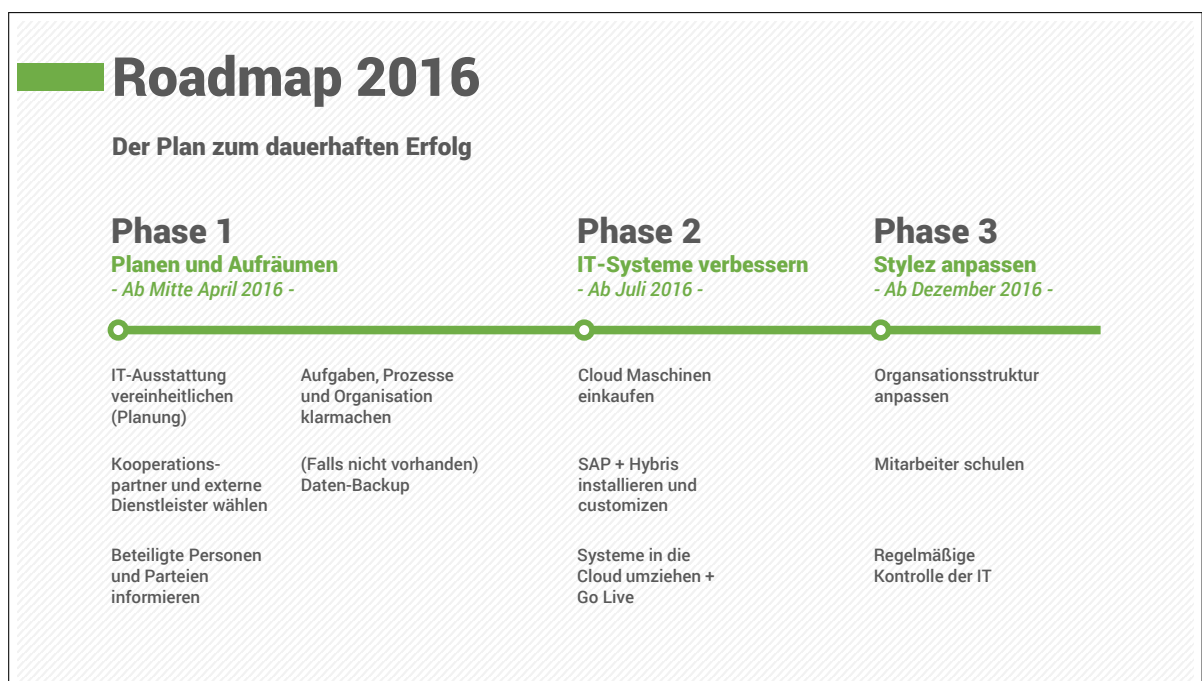 Roadmap 2016
Der Plan zum dauerhaften Erfolg
Phase 1
Planen und Aufräumen
- Ab Mitte April 2016 -
IT-Ausstattung
vereinheitlichen
(Planung)
Kooperations-
partner und externe
Dienstleister wählen
Beteiligte Personen
und Parteien
informieren
Aufgaben, Prozesse
und Organisation
klarmachen
(Falls nicht vorhanden)
Daten-Backup
Phase 2
IT-Systeme verbessern
- Ab Juli 2016 -
Cloud Maschinen
einkaufen
SAP + Hybris
installieren und
customizen
Systeme in die
Cloud umziehen +
Go Live
Phase 3
Stylez anpassen
- Ab Dezember 2016 -
Organsationsstruktur
anpassen
Mitarbeiter schulen
Regelmäßige
Kontrolle der IT